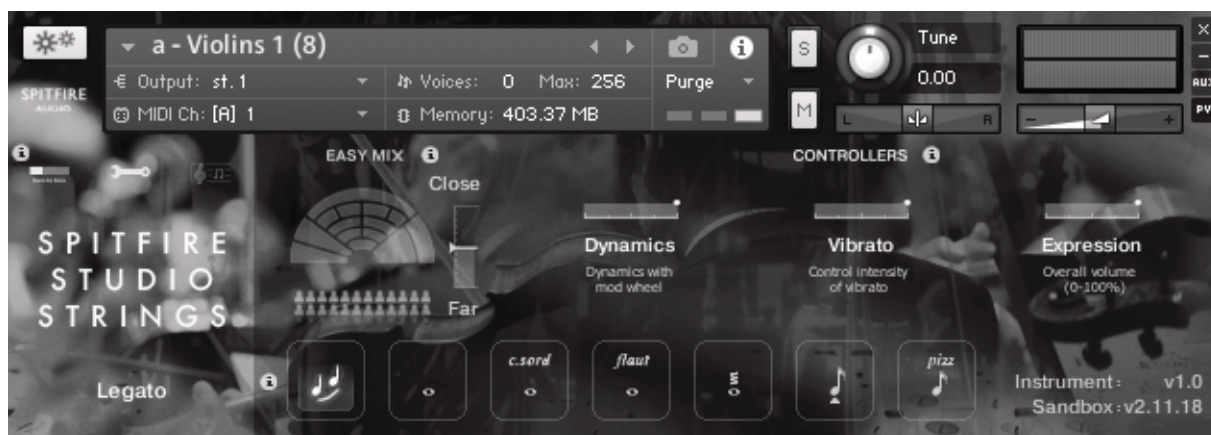 a - Violins 1 (8)
S
Tune
SPITFIRE
AUDIO
Output: st. 1
Voices: 0 Max: 256
Purge
0.00
AUX
MIDI Ch: [A] 1
Memory: 403.37 MB
M
L
R
-
+
PV
EASY MIX
CONTROLLERS
Close
SPITFIRE
STUDIO
STRINGS
Dynamics
Vibrato
Expression
Dynamics with
mod wheel
Control intensity
of vibrato
Overall volume
(0-100%)
Far
c.sord
flaut
pizz
Legato
Instrument: v1.0
Sandbox: v2.11.18